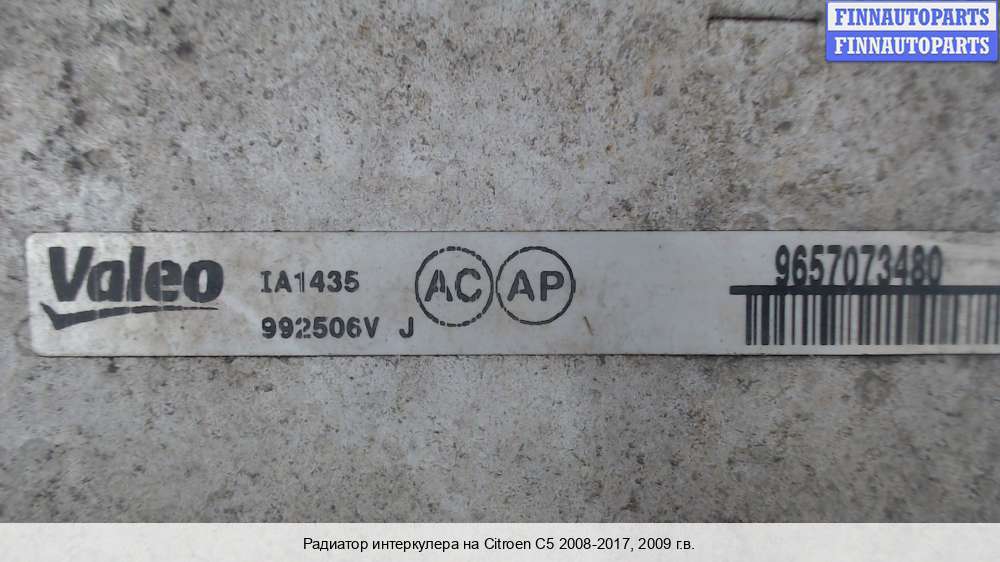 FINNAUTOPARTS
FINNAUTOPARTS
Valeo
IA1435
992506V J
AC AP
9657073480
Радиатор интеркулера на Citroen C5 2008-2017, 2009 г.в.